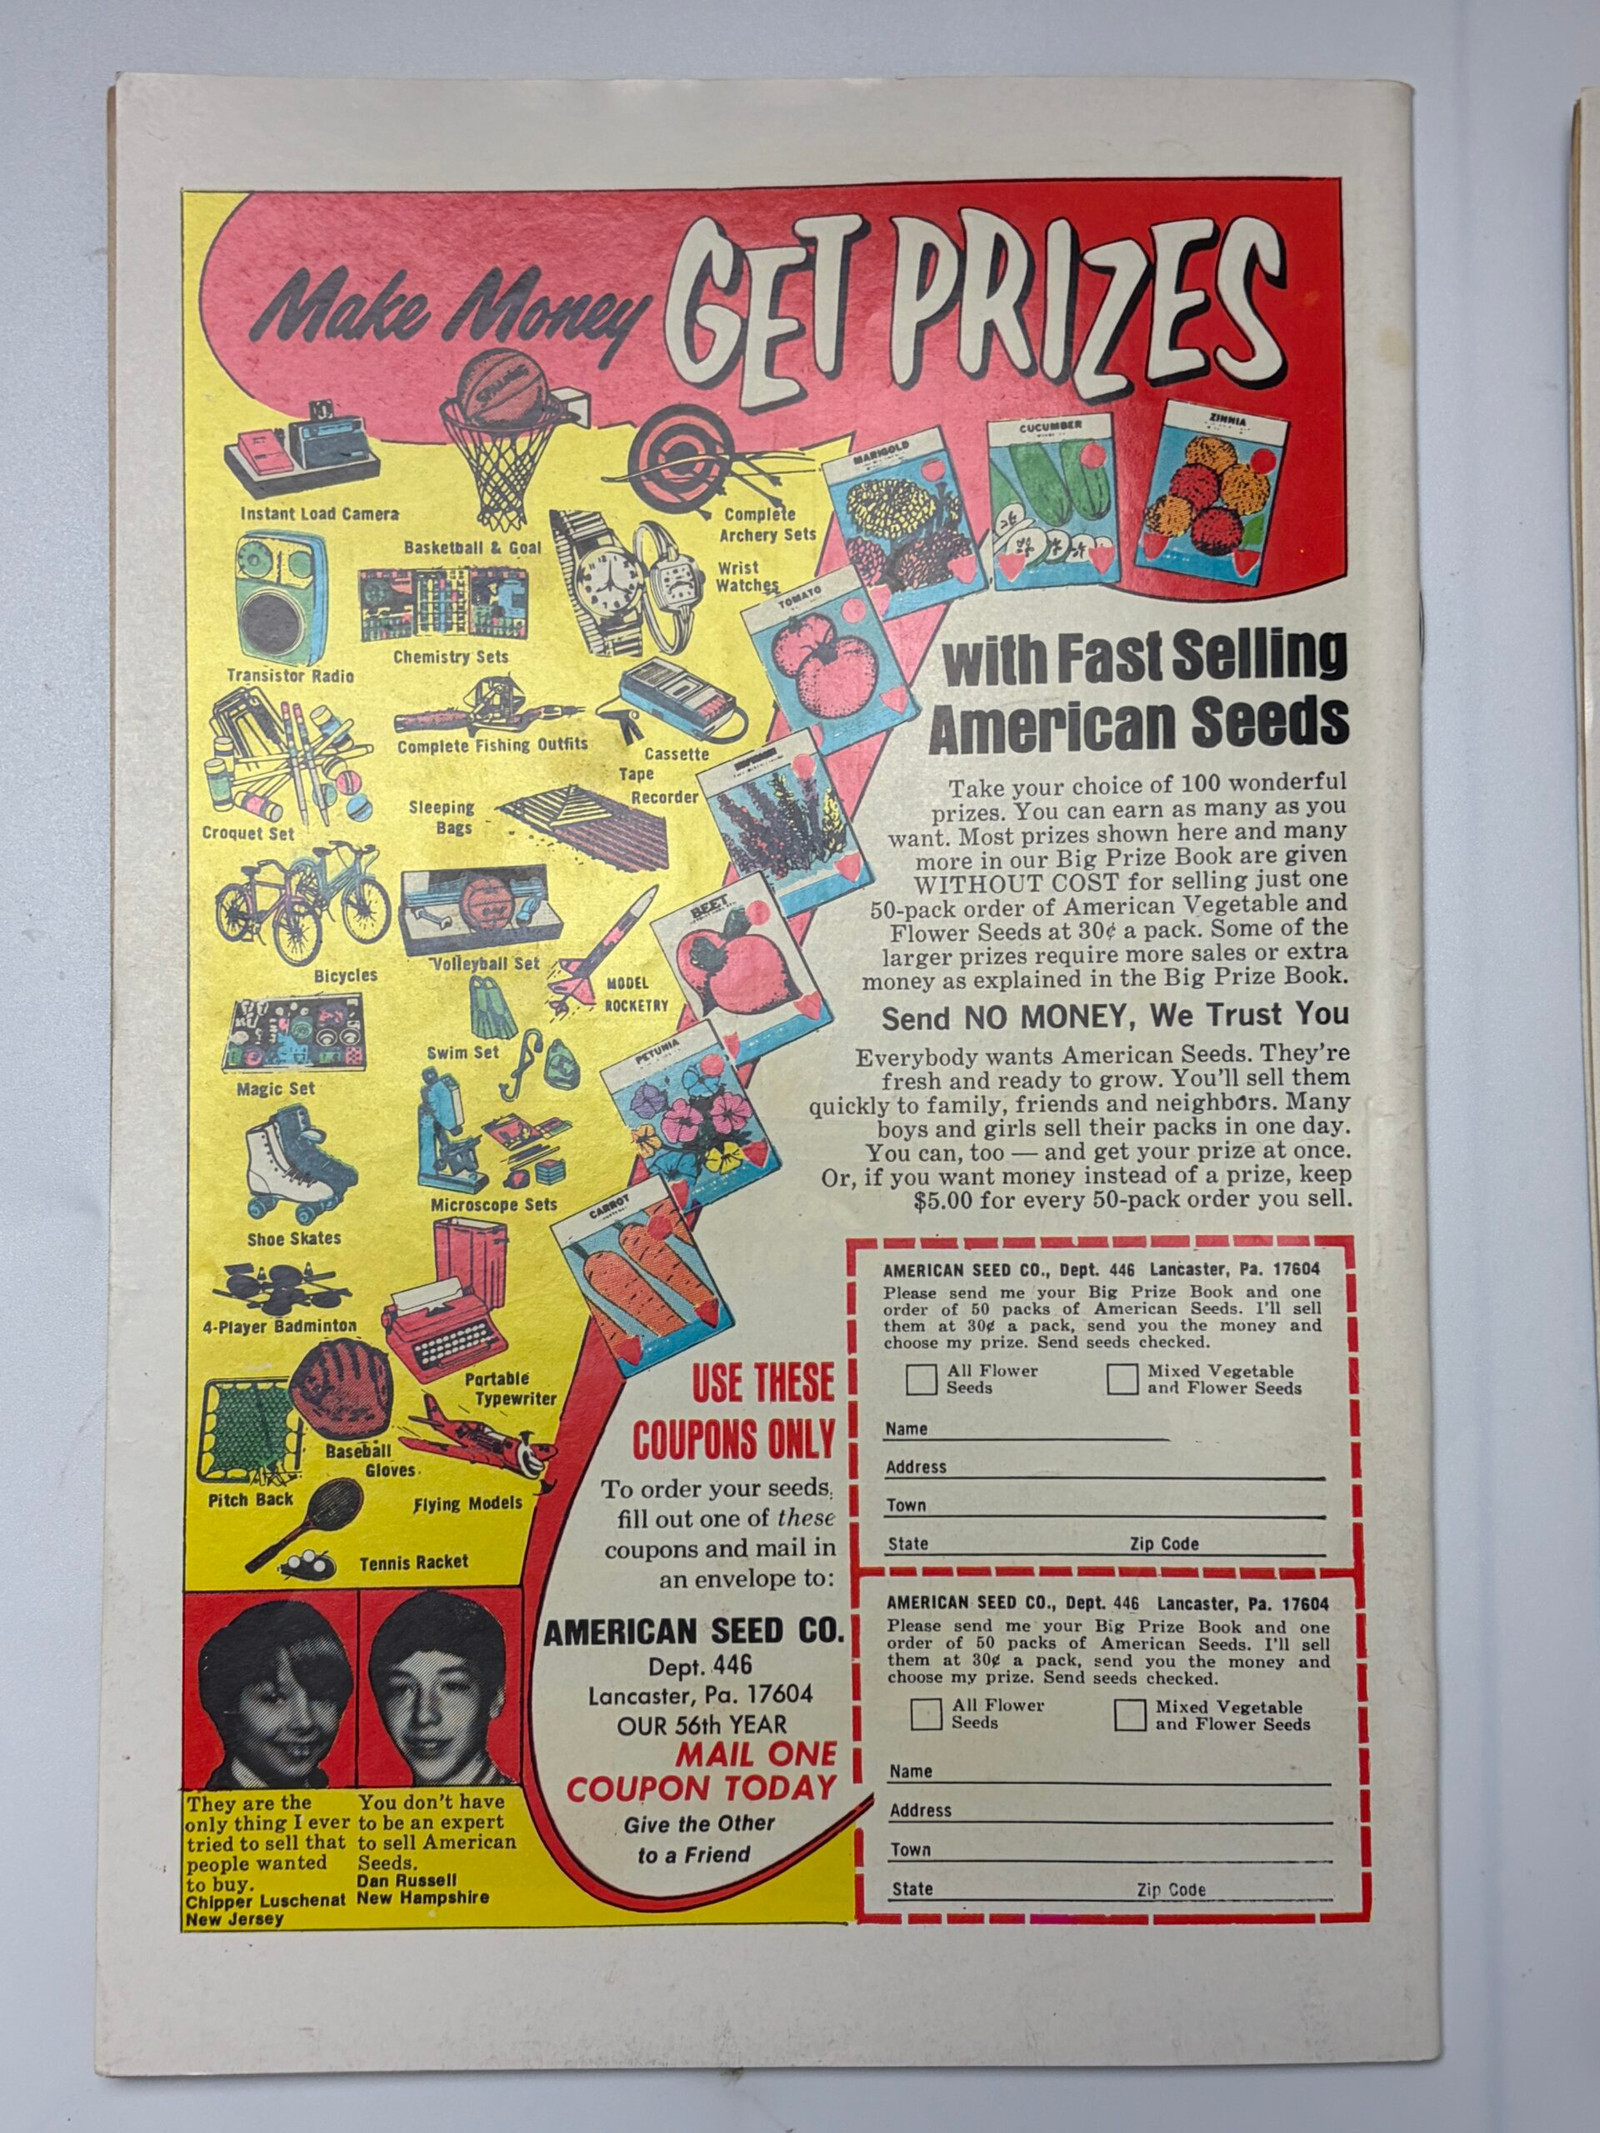 Make Money GET PRIZES
SPALDING
MARIGOLD
CUCUMBER
ZINNIA
Instant Load Camera
Basketball & Goal
Complete
Archery Sets
Wrist
Watches
TOMATO
Transistor Radio
Chemistry Sets
Complete Fishing Outfits
Cassette
Tape
Recorder
Croquet Set
Sleeping
Bags
BEET
Bicycles
Volleyball Set
MODEL
ROCKETRY
Magic Set
Swim Set
PETUNIA
Shoe Skates
Microscope Sets
CARROT
4-Player Badminton
Portable
Typewriter
Baseball
Gloves
Pitch Back
Flying Models
Tennis Racket
with Fast Selling
American Seeds
Take your choice of 100 wonderful
prizes. You can earn as many as you
want. Most prizes shown here and many
more in our Big Prize Book are given
WITHOUT COST for selling just one
50-pack order of American Vegetable and
Flower Seeds at 30¢ a pack. Some of the
larger prizes require more sales or extra
money as explained in the Big Prize Book.
Send NO MONEY, We Trust You
Everybody wants American Seeds. They're
fresh and ready to grow. You'll sell them
quickly to family, friends and neighbors. Many
boys and girls sell their packs in one day.
You can, too — and get your prize at once.
Or, if you want money instead of a prize, keep
$5.00 for every 50-pack order you sell.
USE THESE
COUPONS ONLY
To order your seeds,
fill out one of these
coupons and mail in
an envelope to:
AMERICAN SEED CO.
Dept. 446
Lancaster, Pa. 17604
OUR 56th YEAR
MAIL ONE
COUPON TODAY
Give the Other
to a Friend
AMERICAN SEED CO., Dept. 446 Lancaster, Pa. 17604
Please send me your Big Prize Book and one
order of 50 packs of American Seeds. I'll sell
them at 30¢ a pack, send you the money and
choose my prize. Send seeds checked.
All Flower
Seeds
Mixed Vegetable
and Flower Seeds
Name
Address
Town
State Zip Code
AMERICAN SEED CO., Dept. 446 Lancaster, Pa. 17604
Please send me your Big Prize Book and one
order of 50 packs of American Seeds. I'll sell
them at 30¢ a pack, send you the money and
choose my prize. Send seeds checked.
All Flower
Seeds
Mixed Vegetable
and Flower Seeds
Name
Address
Town
State Zip Code
They are the
only thing I ever
tried to sell that
people wanted
to buy.
Chipper Luschenat
New Jersey
You don't have
to be an expert
to sell American
Seeds.
Dan Russell
New Hampshire